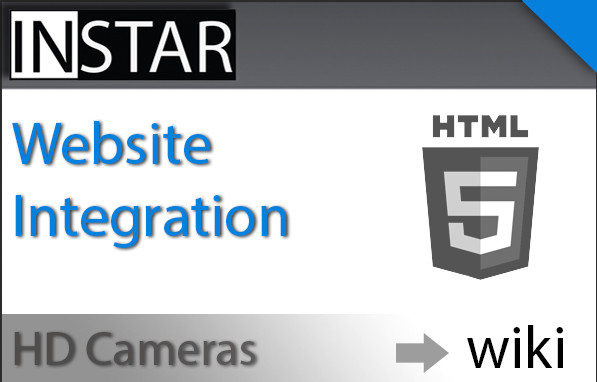 INSTAR
HTML
5
Website
Integration
HD Cameras
wiki